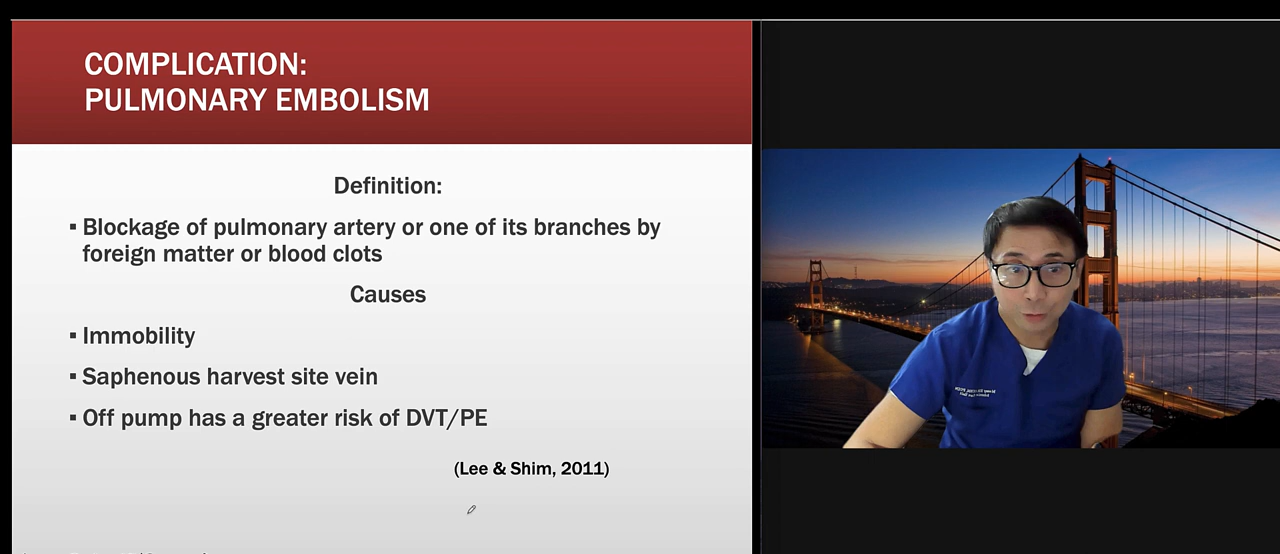 COMPLICATION:
PULMONARY EMBOLISM
Definition:
▪ Blockage of pulmonary artery or one of its branches by
foreign matter or blood clots
Causes
▪ Immobility
▪ Saphenous harvest site vein
▪ Off pump has a greater risk of DVT/PE
(Lee & Shim, 2011)